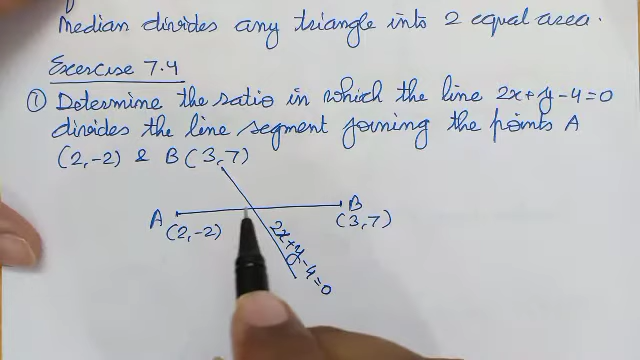 Median divides any triangle into 2 equal area.
Exercise 7.4
① Determine the ratio in which the line 2x+y-4=0
divides the line segment joining the points A
(2,-2) & B(3,7)
A
B
(2,-2)
(3,7)
2x+y-4=0